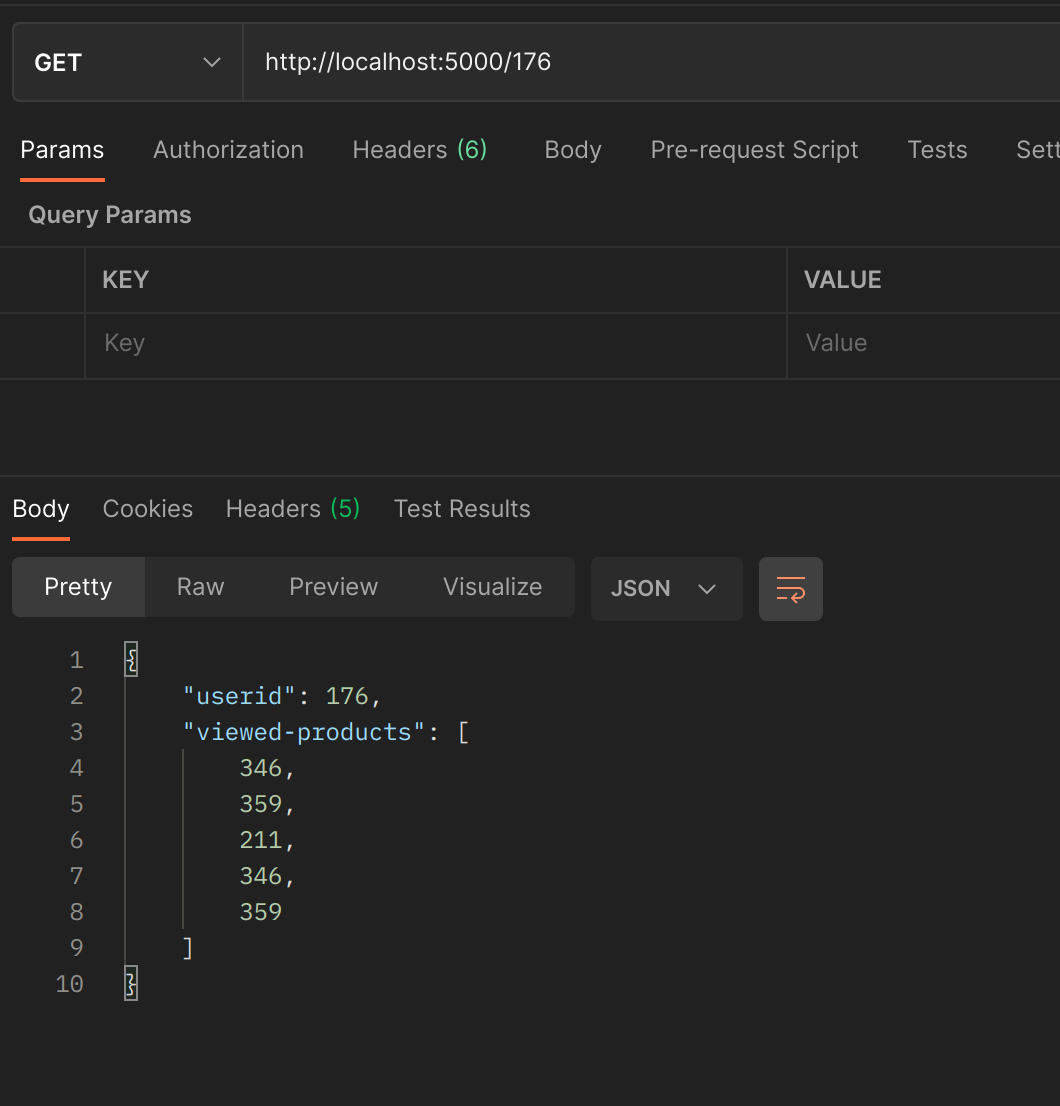 GET http://localhost:5000/176
Params Authorization Headers (6) Body Pre-request Script Tests Sett
Query Params
KEY VALUE
Key Value
Body Cookies Headers (5) Test Results
Pretty Raw Preview Visualize JSON
1 {
2 "userid": 176,
3 "viewed-products": [
4 346,
5 359,
6 211,
7 346,
8 359
9 ]
10 }